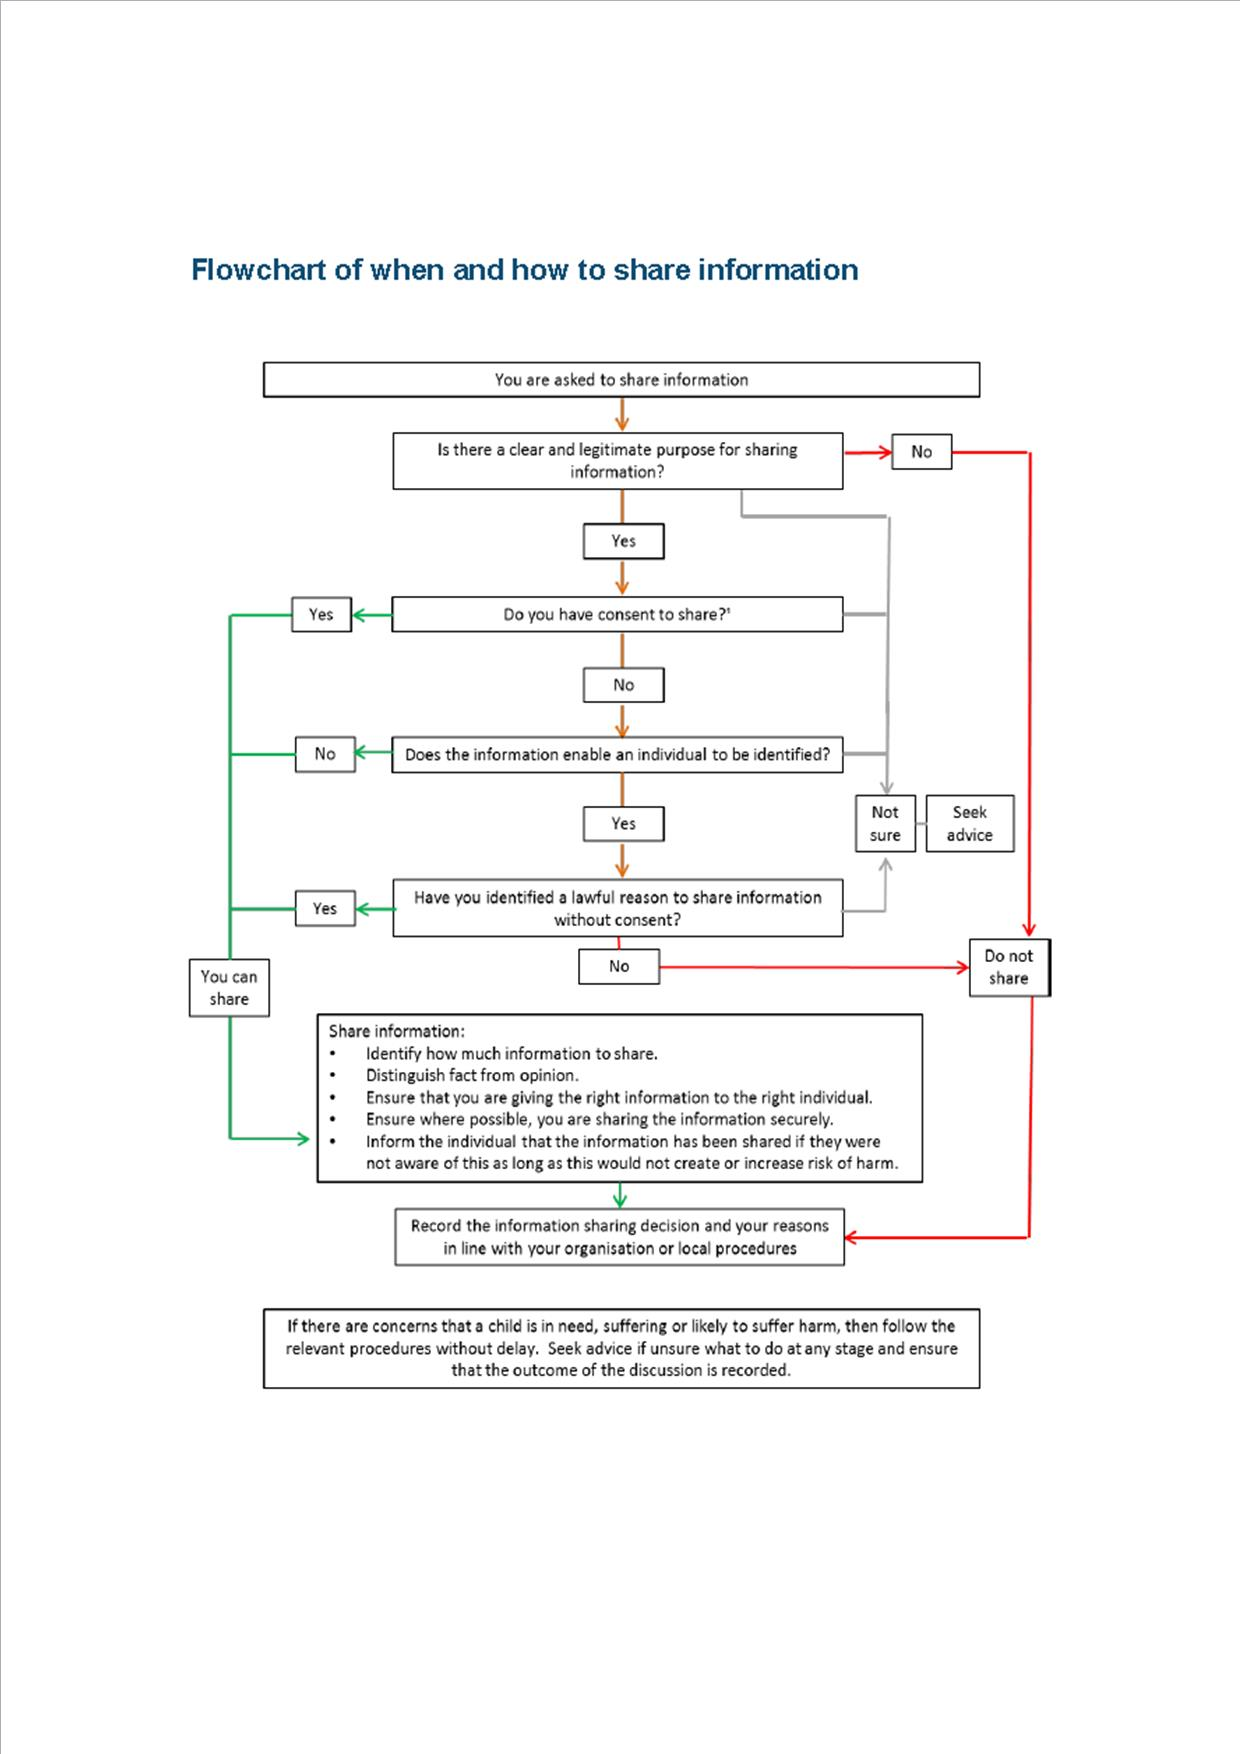 Flowchart of when and how to share information
You are asked to share information
Is there a clear and legitimate purpose for sharing
information?
No
Yes
Yes
Do you have consent to share?¹
No
No
Does the information enable an individual to be identified?
Yes
Not
sure
Seek
advice
Yes
Have you identified a lawful reason to share information
without consent?
No
Do not
share
You can
share
Share information:
• Identify how much information to share.
• Distinguish fact from opinion.
• Ensure that you are giving the right information to the right individual.
• Ensure where possible, you are sharing the information securely.
• Inform the individual that the information has been shared if they were
not aware of this as long as this would not create or increase risk of harm.
Record the information sharing decision and your reasons
in line with your organisation or local procedures
If there are concerns that a child is in need, suffering or likely to suffer harm, then follow the
relevant procedures without delay. Seek advice if unsure what to do at any stage and ensure
that the outcome of the discussion is recorded.